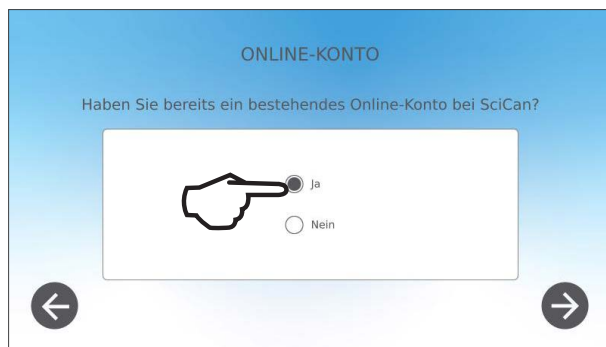 ONLINE-KONTO
Haben Sie bereits ein bestehendes Online-Konto bei SciCan?
Ja
Nein